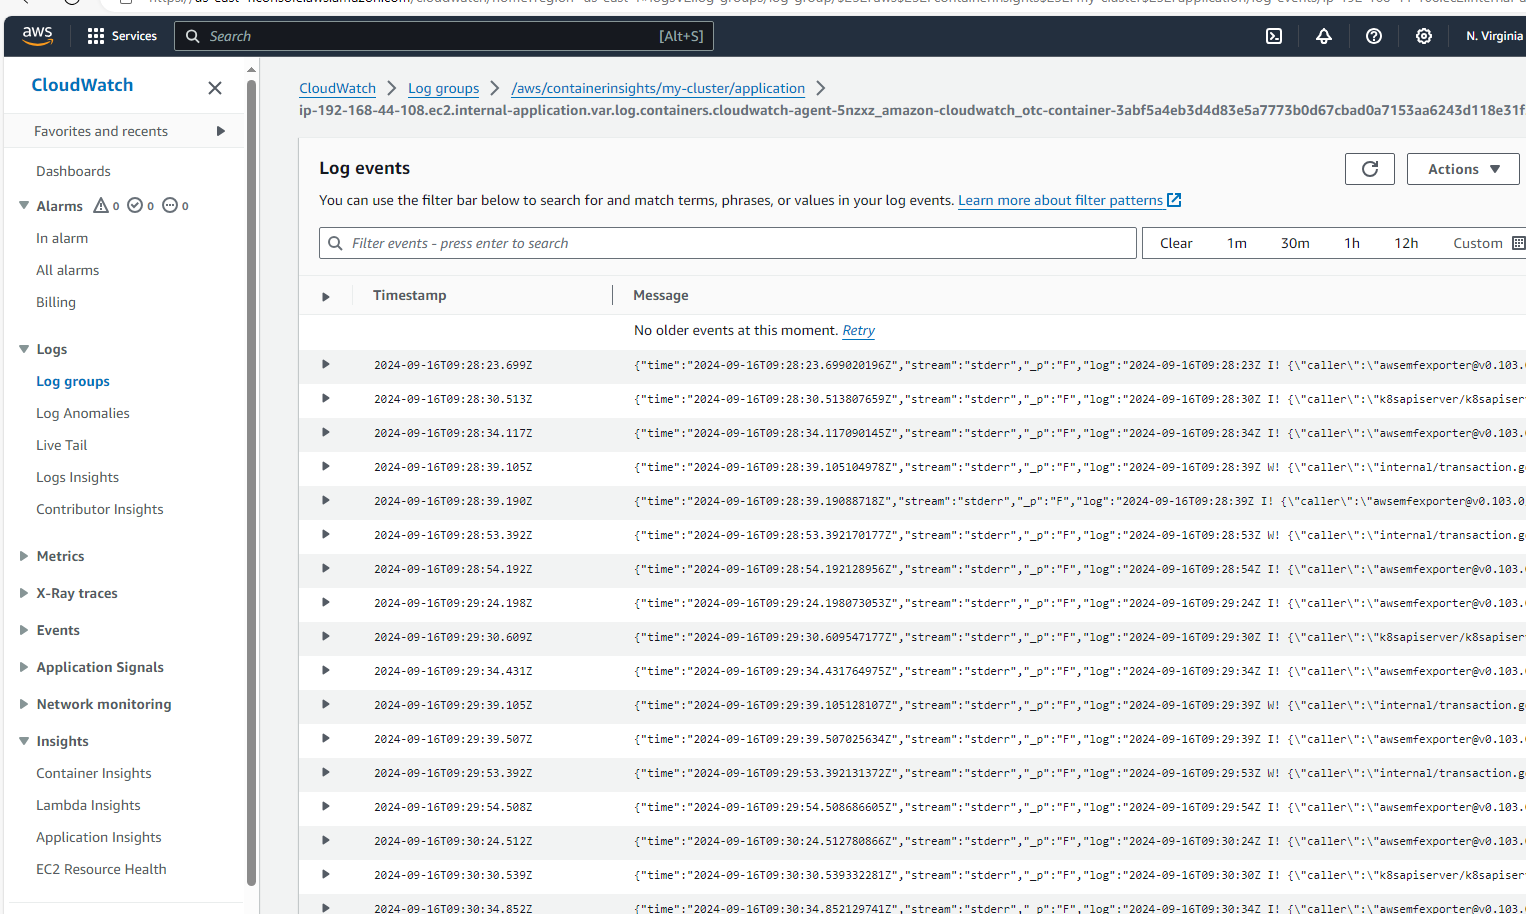 aws Services Search [Alt+S] N. Virginia
CloudWatch
Favorites and recents
Dashboards
Alarms 0 0 0
In alarm
All alarms
Billing
Logs
Log groups
Log Anomalies
Live Tail
Logs Insights
Contributor Insights
Metrics
X-Ray traces
Events
Application Signals
Network monitoring
Insights
Container Insights
Lambda Insights
Application Insights
EC2 Resource Health
CloudWatch Log groups /aws/containerinsights/my-cluster/application
ip-192-168-44-108.ec2.internal-application.var.log.containers.cloudwatch-agent-5nzxz_amazon-cloudwatch_otc-container-3abf5a4eb3d4d83e5a7773b0d67cbad0a7153aa6243d118e31f
Log events
Actions
You can use the filter bar below to search for and match terms, phrases, or values in your log events. Learn more about filter patterns
Filter events - press enter to search
Clear 1m 30m 1h 12h Custom
Timestamp Message
No older events at this moment. Retry
2024-09-16T09:28:23.699Z {"time":"2024-09-16T09:28:23.699020196Z","stream":"stderr","_p":"F","log":"2024-09-16T09:28:23Z I! {\"caller\":\"awsemfexporter@v0.103.
2024-09-16T09:28:30.513Z {"time":"2024-09-16T09:28:30.513807659Z","stream":"stderr","_p":"F","log":"2024-09-16T09:28:30Z I! {\"caller\":\"k8sapiserver/k8sapiser
2024-09-16T09:28:34.117Z {"time":"2024-09-16T09:28:34.117090145Z","stream":"stderr","_p":"F","log":"2024-09-16T09:28:34Z I! {\"caller\":\"awsemfexporter@v0.103.
2024-09-16T09:28:39.105Z {"time":"2024-09-16T09:28:39.105104978Z","stream":"stderr","_p":"F","log":"2024-09-16T09:28:39Z W! {\"caller\":\"internal/transaction.g
2024-09-16T09:28:39.190Z {"time":"2024-09-16T09:28:39.19088718Z","stream":"stderr","_p":"F","log":"2024-09-16T09:28:39Z I! {\"caller\":\"awsemfexporter@v0.103.0
2024-09-16T09:28:53.392Z {"time":"2024-09-16T09:28:53.392170177Z","stream":"stderr","_p":"F","log":"2024-09-16T09:28:53Z W! {\"caller\":\"internal/transaction.g
2024-09-16T09:28:54.192Z {"time":"2024-09-16T09:28:54.192128956Z","stream":"stderr","_p":"F","log":"2024-09-16T09:28:54Z I! {\"caller\":\"awsemfexporter@v0.103.
2024-09-16T09:29:24.198Z {"time":"2024-09-16T09:29:24.198073053Z","stream":"stderr","_p":"F","log":"2024-09-16T09:29:24Z I! {\"caller\":\"awsemfexporter@v0.103.
2024-09-16T09:29:30.609Z {"time":"2024-09-16T09:29:30.609547177Z","stream":"stderr","_p":"F","log":"2024-09-16T09:29:30Z I! {\"caller\":\"k8sapiserver/k8sapiser
2024-09-16T09:29:34.431Z {"time":"2024-09-16T09:29:34.431764975Z","stream":"stderr","_p":"F","log":"2024-09-16T09:29:34Z I! {\"caller\":\"awsemfexporter@v0.103.
2024-09-16T09:29:39.105Z {"time":"2024-09-16T09:29:39.105128107Z","stream":"stderr","_p":"F","log":"2024-09-16T09:29:39Z W! {\"caller\":\"internal/transaction.g
2024-09-16T09:29:39.507Z {"time":"2024-09-16T09:29:39.507025634Z","stream":"stderr","_p":"F","log":"2024-09-16T09:29:39Z I! {\"caller\":\"awsemfexporter@v0.103.
2024-09-16T09:29:53.392Z {"time":"2024-09-16T09:29:53.392131372Z","stream":"stderr","_p":"F","log":"2024-09-16T09:29:53Z W! {\"caller\":\"internal/transaction.g
2024-09-16T09:29:54.508Z {"time":"2024-09-16T09:29:54.508686605Z","stream":"stderr","_p":"F","log":"2024-09-16T09:29:54Z I! {\"caller\":\"awsemfexporter@v0.103.
2024-09-16T09:30:24.512Z {"time":"2024-09-16T09:30:24.512780866Z","stream":"stderr","_p":"F","log":"2024-09-16T09:30:24Z I! {\"caller\":\"awsemfexporter@v0.103.
2024-09-16T09:30:30.539Z {"time":"2024-09-16T09:30:30.539332281Z","stream":"stderr","_p":"F","log":"2024-09-16T09:30:30Z I! {\"caller\":\"k8sapiserver/k8sapiser
2024-09-16T09:30:34.852Z {"time":"2024-09-16T09:30:34.852129741Z","stream":"stderr","_p":"F","log":"2024-09-16T09:30:34Z I! {\"caller\":\"awsemfexporter@v0.103.